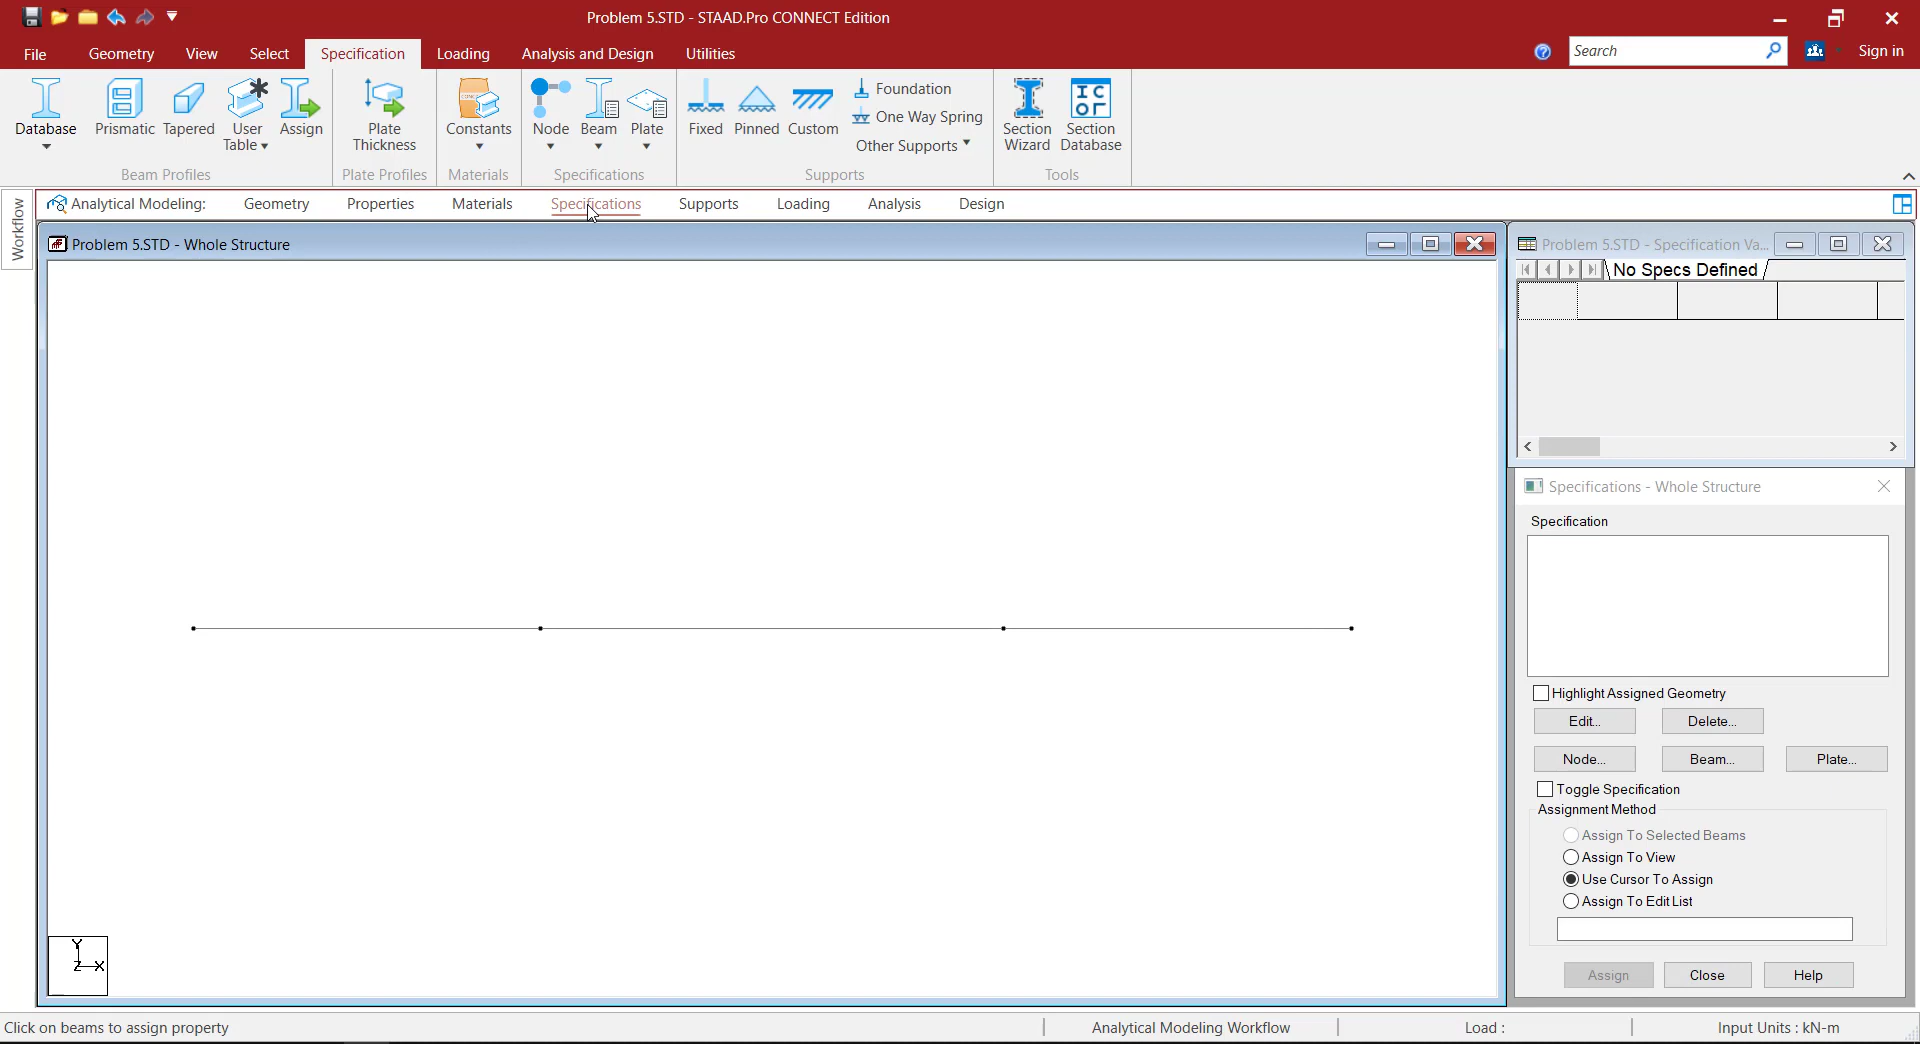 Problem 5.STD - STAAD.Pro CONNECT Edition
File Geometry View Select Specification Loading Analysis and Design Utilities Search Sign in
Database Prismatic Tapered User Table Assign Plate Thickness Constants Node Beam Plate Fixed Pinned Custom Foundation One Way Spring Other Supports Section Wizard Section Database
Beam Profiles Plate Profiles Materials Specifications Supports Tools
Workflow
Analytical Modeling: Geometry Properties Materials Specifications Supports Loading Analysis Design
Problem 5.STD - Whole Structure
Problem 5.STD - Specification Va...
No Specs Defined
Specifications - Whole Structure
Specification
Highlight Assigned Geometry
Edit... Delete...
Node... Beam... Plate...
Toggle Specification
Assignment Method
Assign To Selected Beams
Assign To View
Use Cursor To Assign
Assign To Edit List
Assign Close Help
Y
Z X
Click on beams to assign property Analytical Modeling Workflow Load : Input Units : kN-m